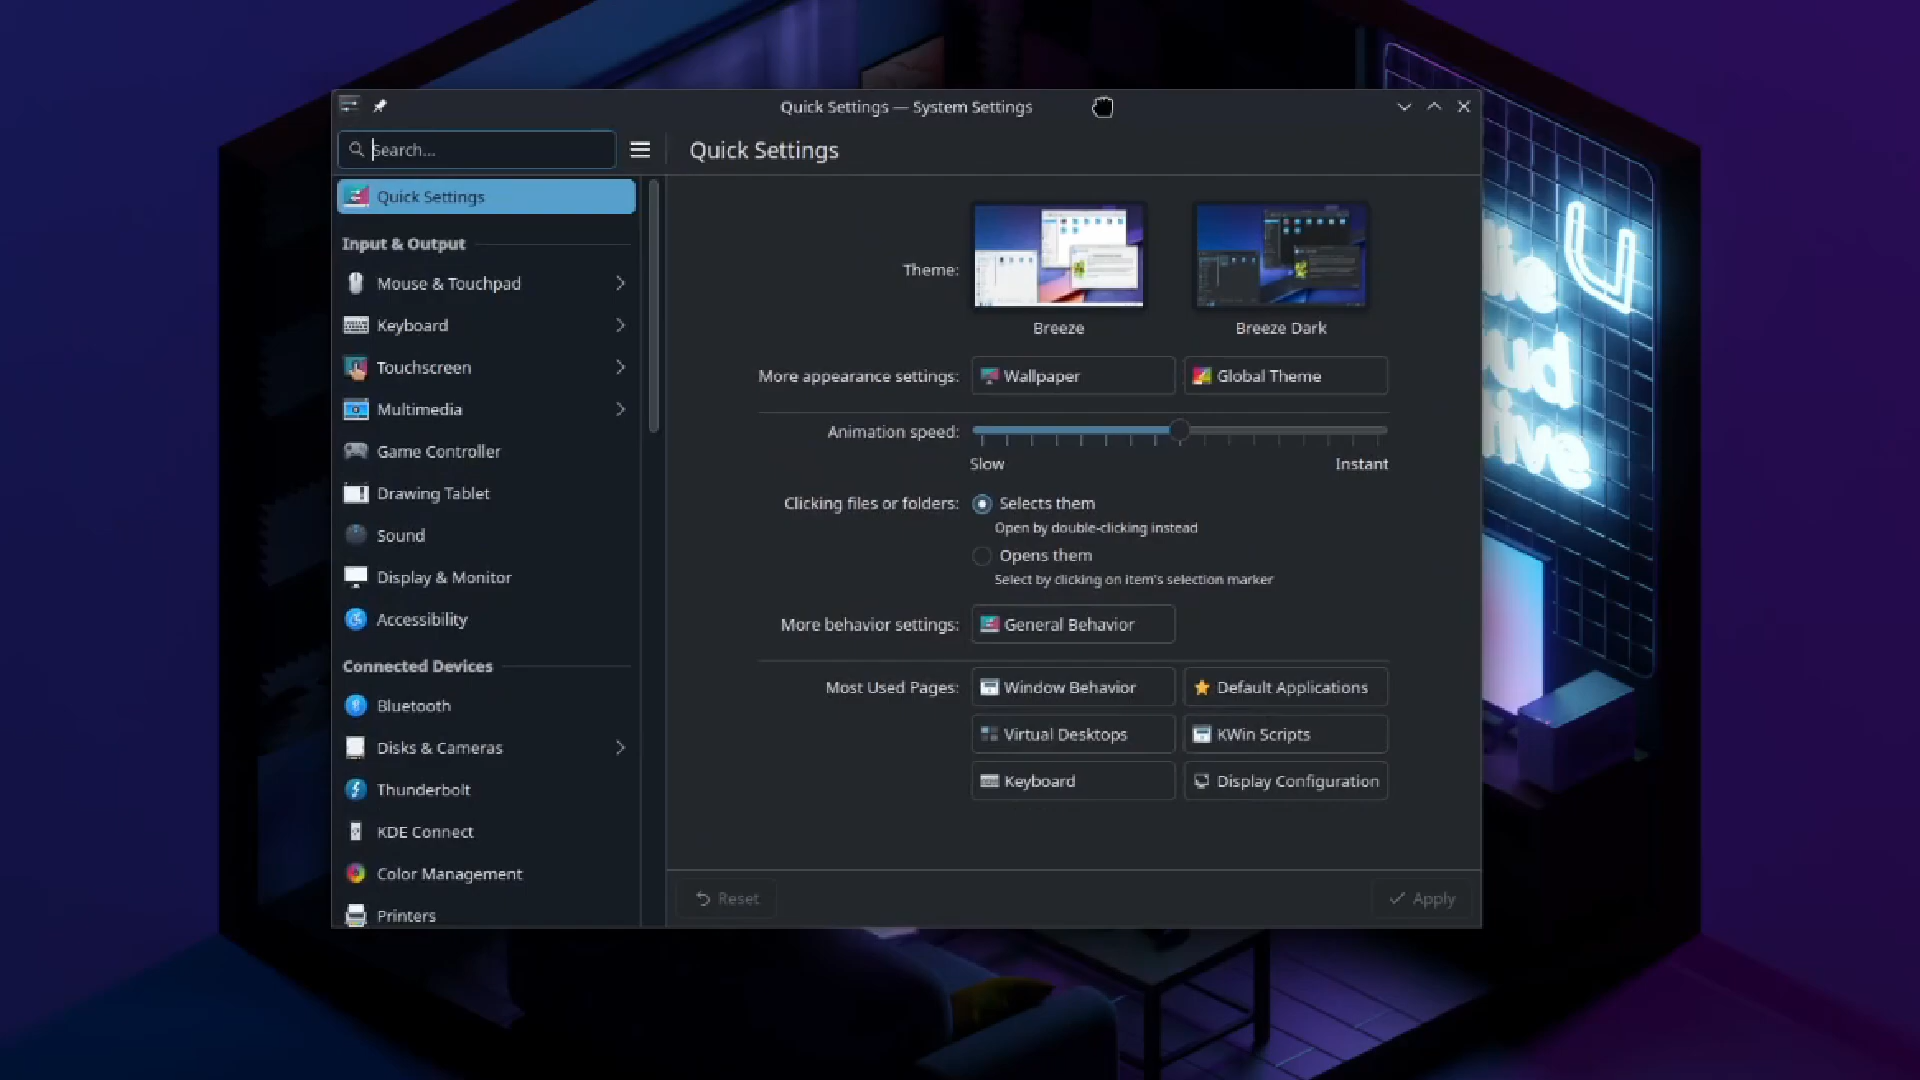 Quick Settings — System Settings
Search...
Quick Settings
Quick Settings
Input & Output
Mouse & Touchpad
Keyboard
Touchscreen
Multimedia
Game Controller
Drawing Tablet
Sound
Display & Monitor
Accessibility
Connected Devices
Bluetooth
Disks & Cameras
Thunderbolt
KDE Connect
Color Management
Printers
Theme:
Breeze
Breeze Dark
More appearance settings:
Wallpaper
Global Theme
Animation speed:
Slow
Instant
Clicking files or folders:
Selects them
Open by double-clicking instead
Opens them
Select by clicking on item's selection marker
More behavior settings:
General Behavior
Most Used Pages:
Window Behavior
Default Applications
Virtual Desktops
KWin Scripts
Keyboard
Display Configuration
Reset
Apply